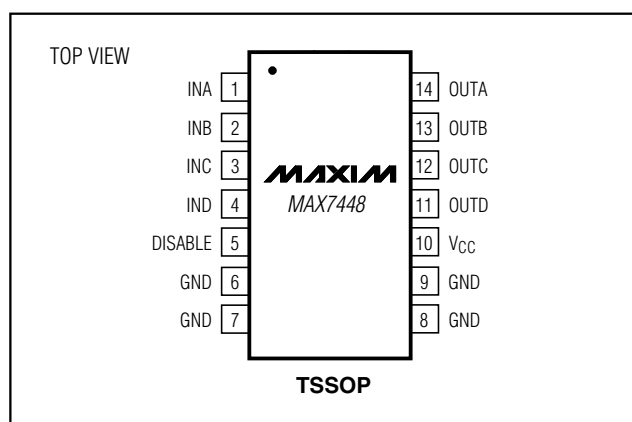 TOP VIEW
INA 1 14 OUTA
INB 2 13 OUTB
INC 3 12 OUTC
MAXIM
IND 4 11 OUTD
MAX7448
DISABLE 5 10 VCC
GND 6 9 GND
GND 7 8 GND
TSSOP